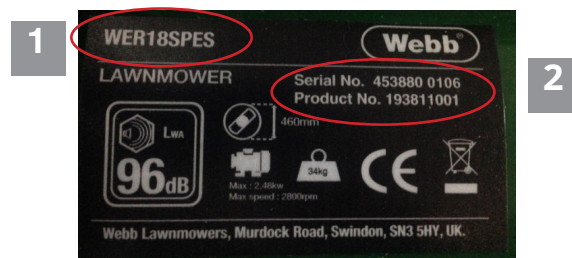 1
WER18SPES
Webb
2
LAWNMOWER
Serial No. 453880 0106
Product No. 193811001
460mm
LWA
96dB
34kg
CE
Max : 2.48kw
Max speed : 2800rpm
Webb Lawnmowers, Murdock Road, Swindon, SN3 5HY, UK.